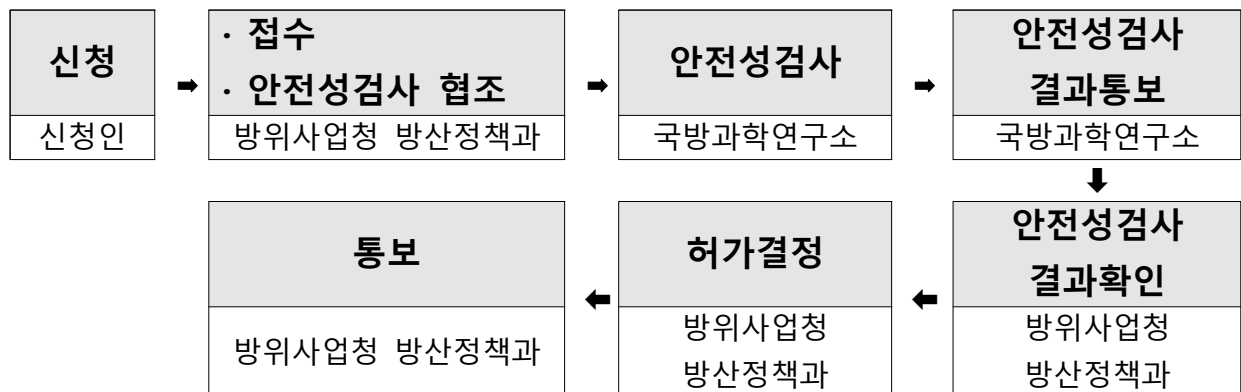 신청
신청인
➡
· 접수
· 안전성검사 협조
방위사업청 방산정책과
➡
안전성검사
국방과학연구소
➡
안전성검사
결과통보
국방과학연구소
⬇
안전성검사
결과확인
방위사업청
방산정책과
⬅
허가결정
방위사업청
방산정책과
⬅
통보
방위사업청 방산정책과